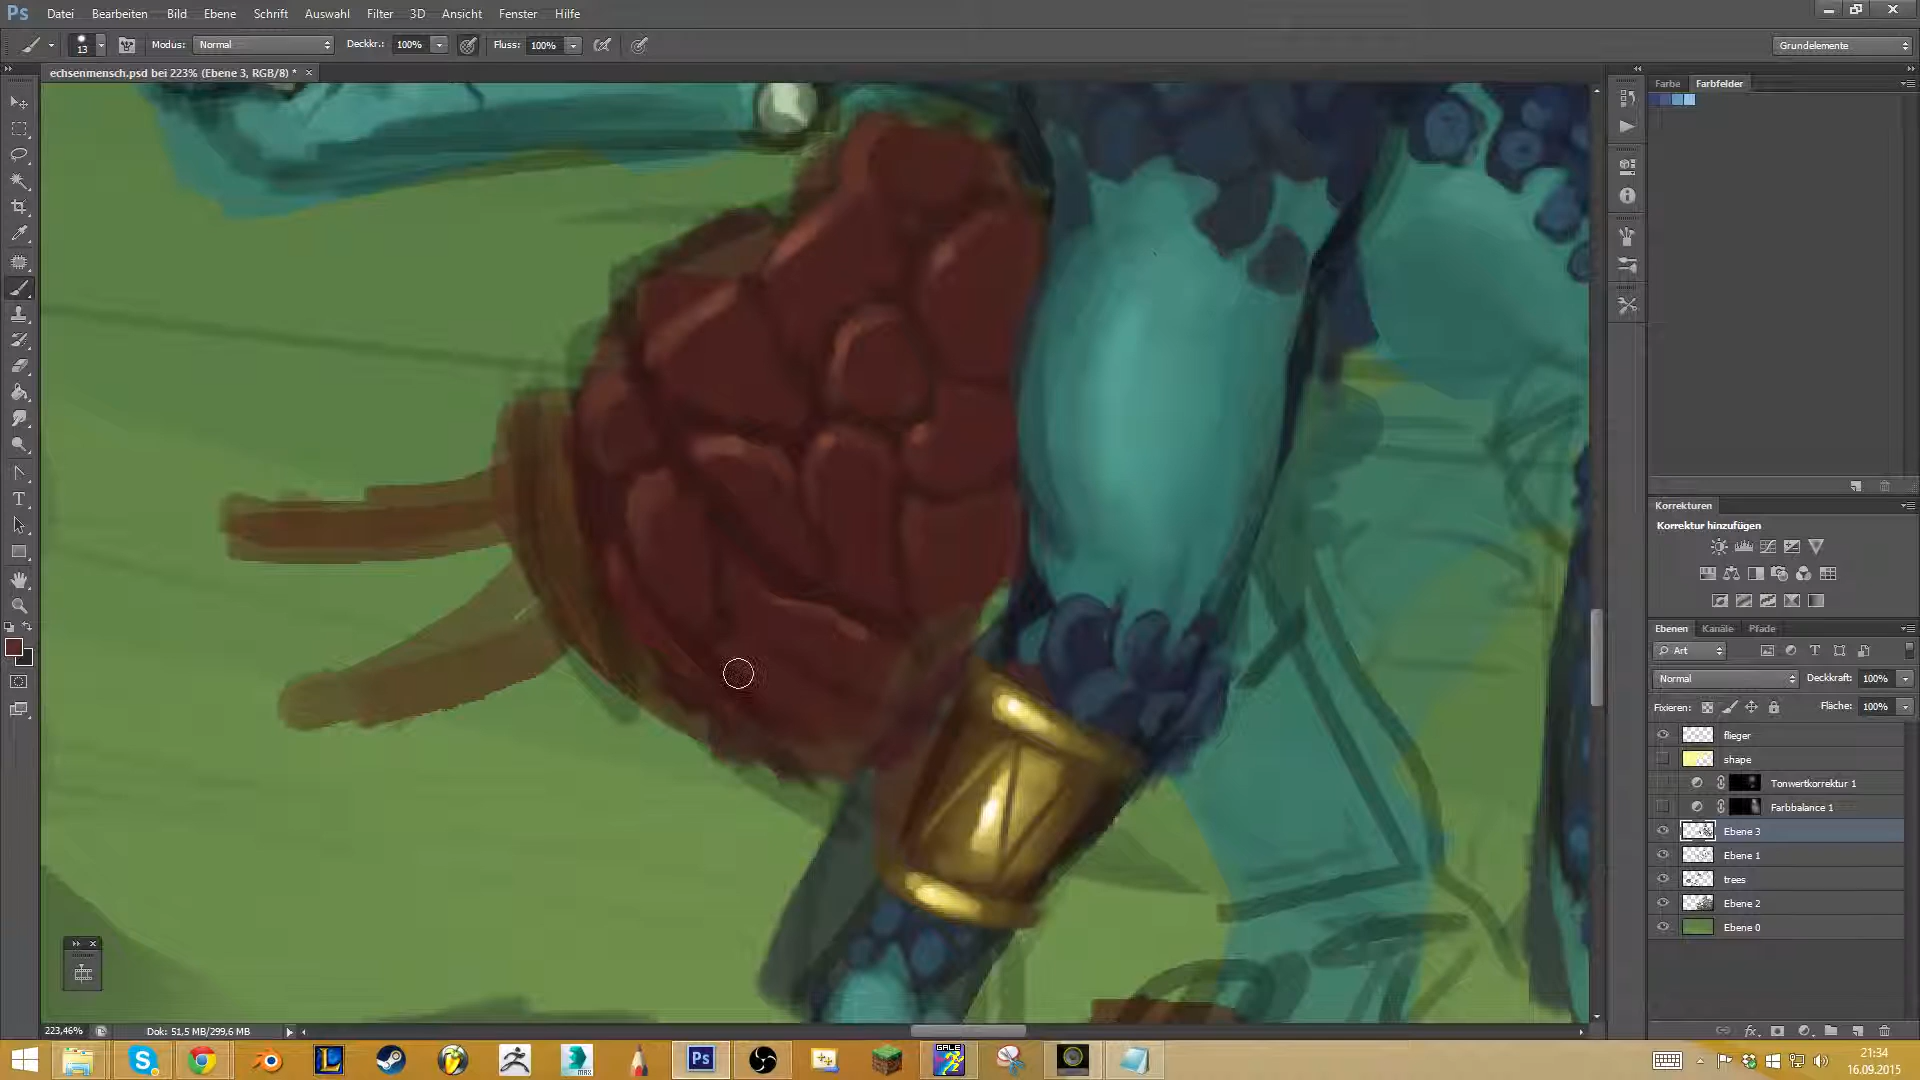 Ps Datei Bearbeiten Bild Ebene Schrift Auswahl Filter 3D Ansicht Fenster Hilfe
13 Modus: Normal Deckkr.: 100% Fluss: 100% Grundelemente
echsenmensch.psd bei 223% (Ebene 3, RGB/8) * ×
Farbe Farbfelder
Korrekturen
Korrektur hinzufügen
Ebenen Kanäle Pfade
Art
Normal Deckkraft: 100%
Fixieren: Fläche: 100%
flieger
shape
Tonwertkorrektur 1
Farbbalance 1
Ebene 3
Ebene 1
trees
Ebene 2
Ebene 0
223,46% Dok: 51,5 MB/299,6 MB
S L MAX Ps GALE
21:34
16.09.2015